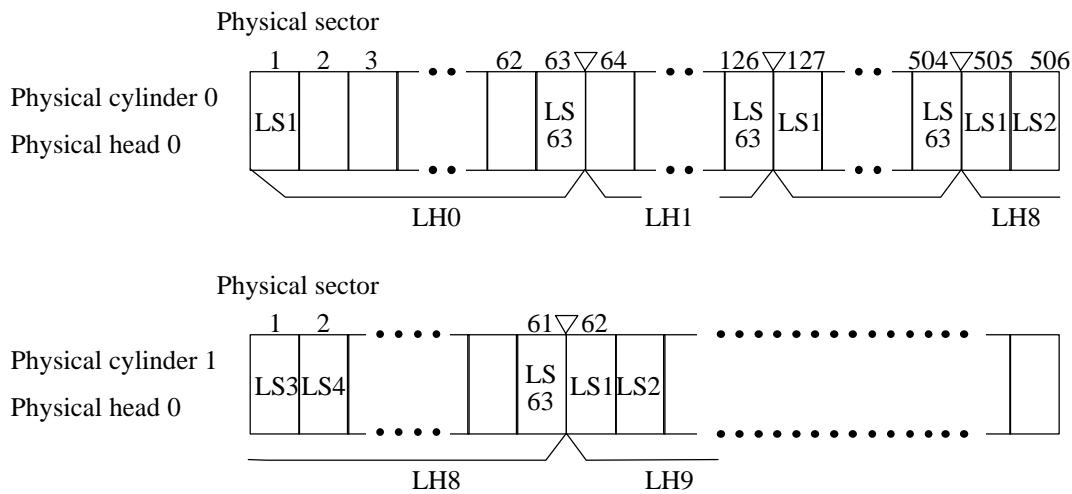 Physical sector
1 2 3 62 63 64 126 127 504 505 506
Physical cylinder 0
Physical head 0
LS1 LS 63 LS 63 LS1 LS 63 LS1 LS2
LH0 LH1 LH8
Physical sector
1 2 61 62
Physical cylinder 1
Physical head 0
LS3 LS4 LS 63 LS1 LS2
LH8 LH9